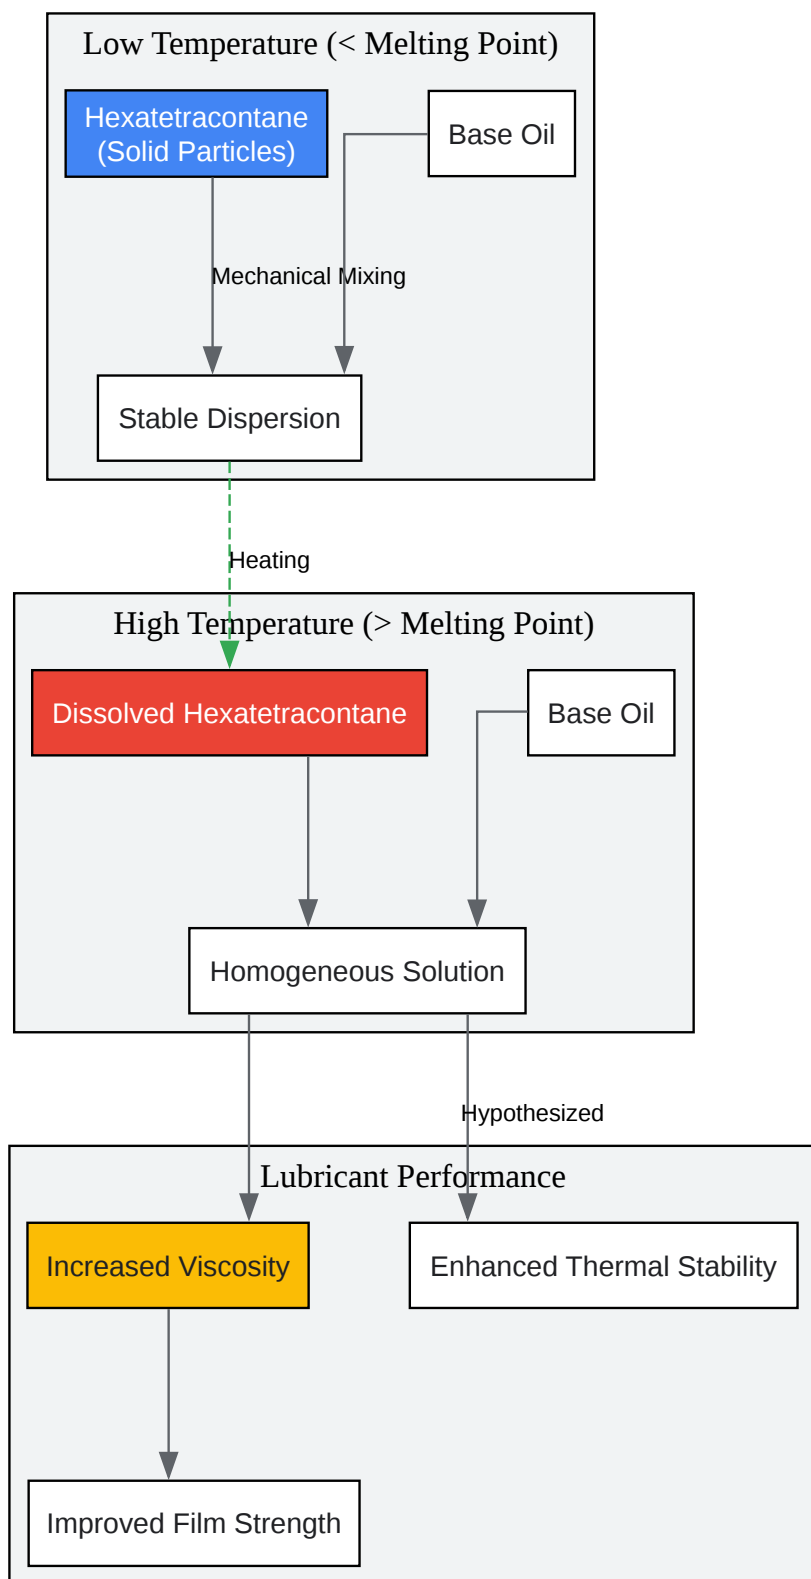 Low Temperature (< Melting Point)
Hexatetracontane
(Solid Particles)
Base Oil
Mechanical Mixing
Stable Dispersion
Heating
High Temperature (> Melting Point)
Dissolved Hexatetracontane
Base Oil
Homogeneous Solution
Hypothesized
Lubricant Performance
Increased Viscosity
Enhanced Thermal Stability
Improved Film Strength